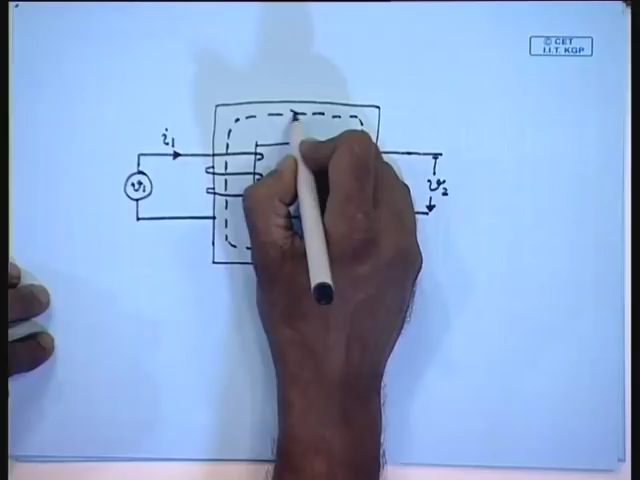 © CET
I.I.T. KGP
i₁
v₁
v₂